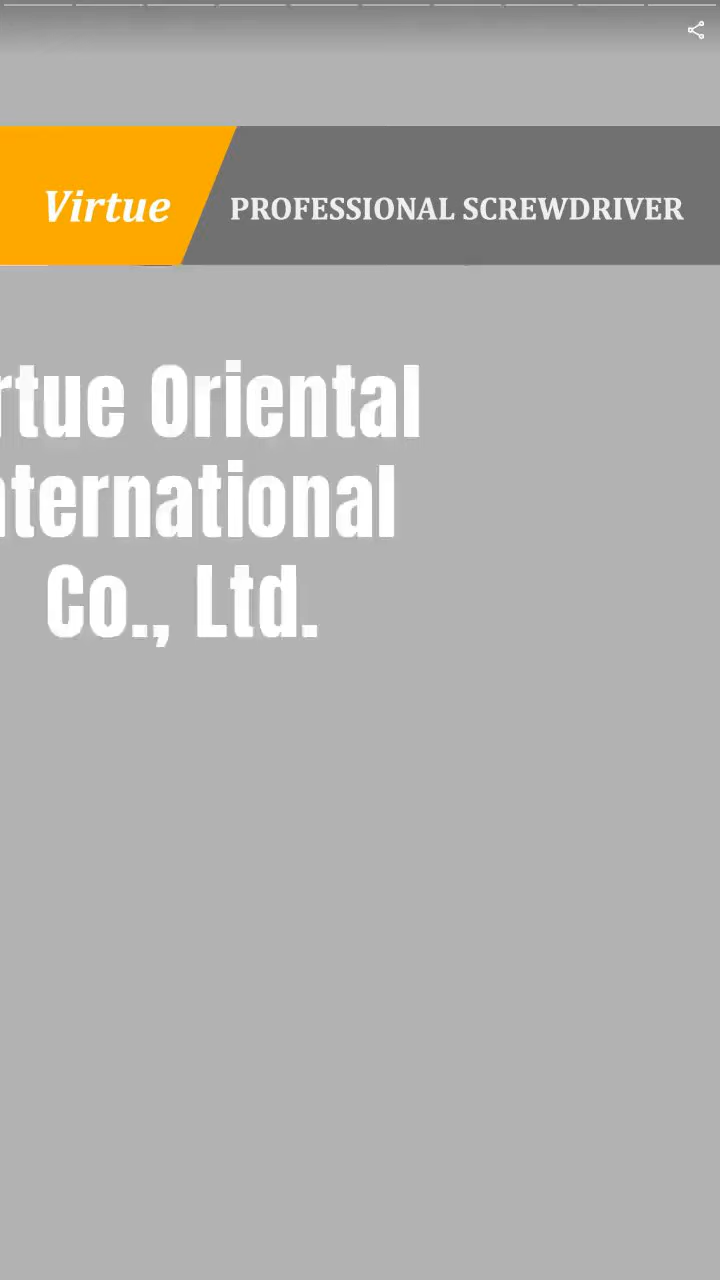 Virtue PROFESSIONAL SCREWDRIVER
rtue Oriental
nternational
Co., Ltd.